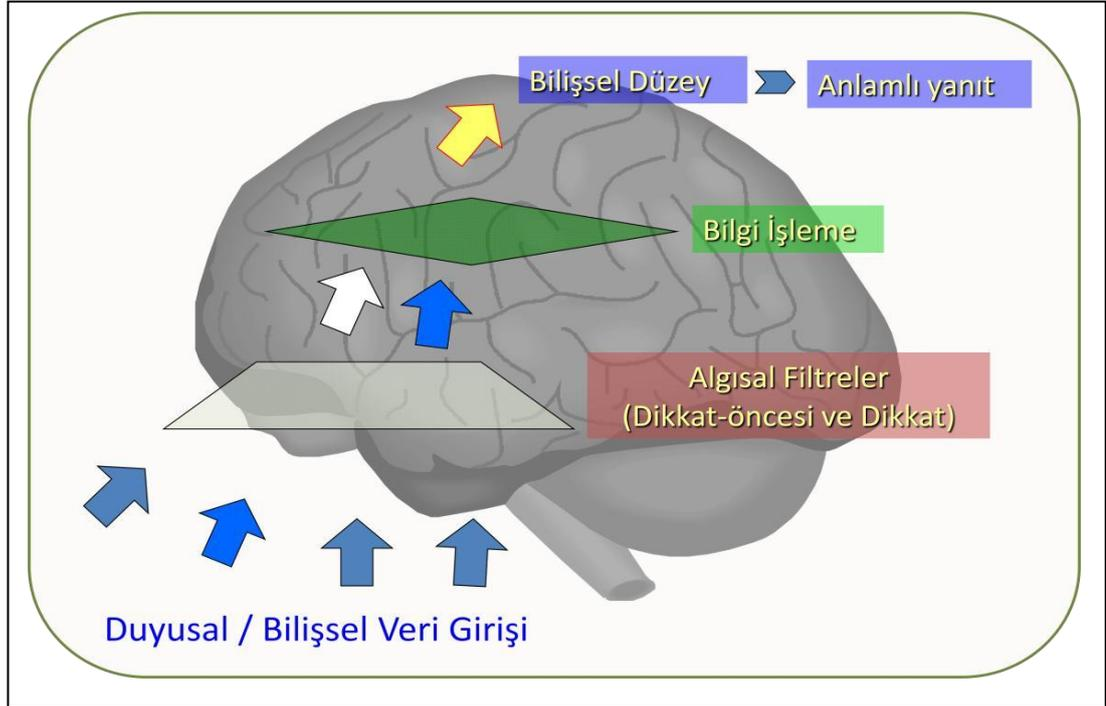 Bilişsel Düzey
Anlamlı yanıt
Bilgi İşleme
Algısal Filtreler
(Dikkat-öncesi ve Dikkat)
Duyusal / Bilişsel Veri Girişi